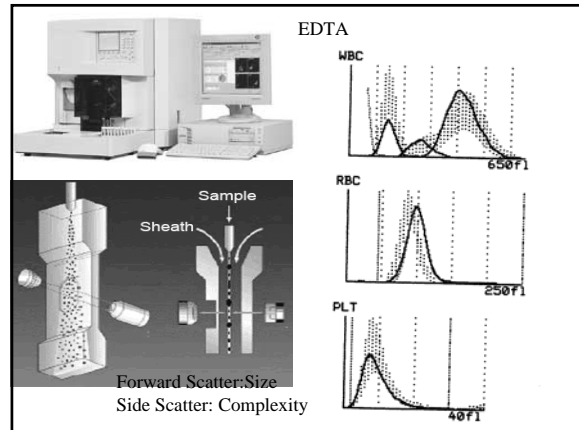 EDTA
WBC
650fl
Sample
Sheath
RBC
250fl
PLT
Forward Scatter:Size
Side Scatter: Complexity
40fl